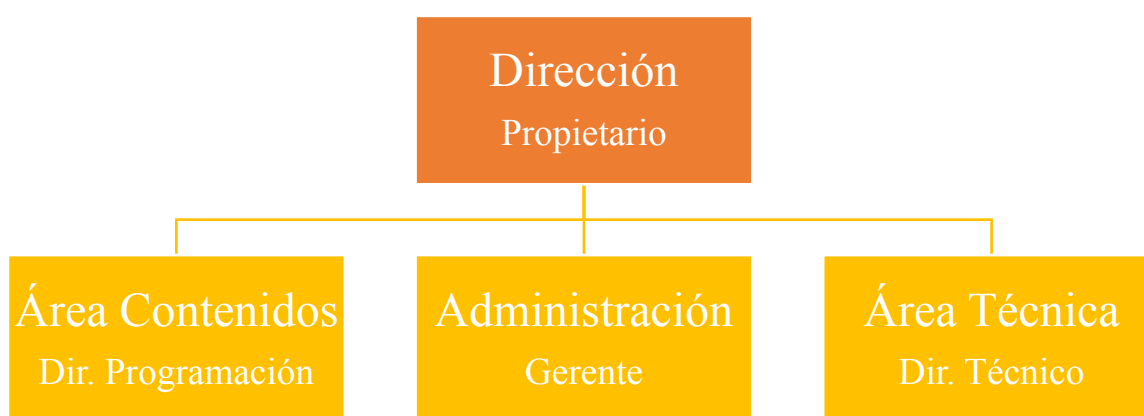 Dirección
Propietario
Área Contenidos
Dir. Programación
Administración
Gerente
Área Técnica
Dir. Técnico